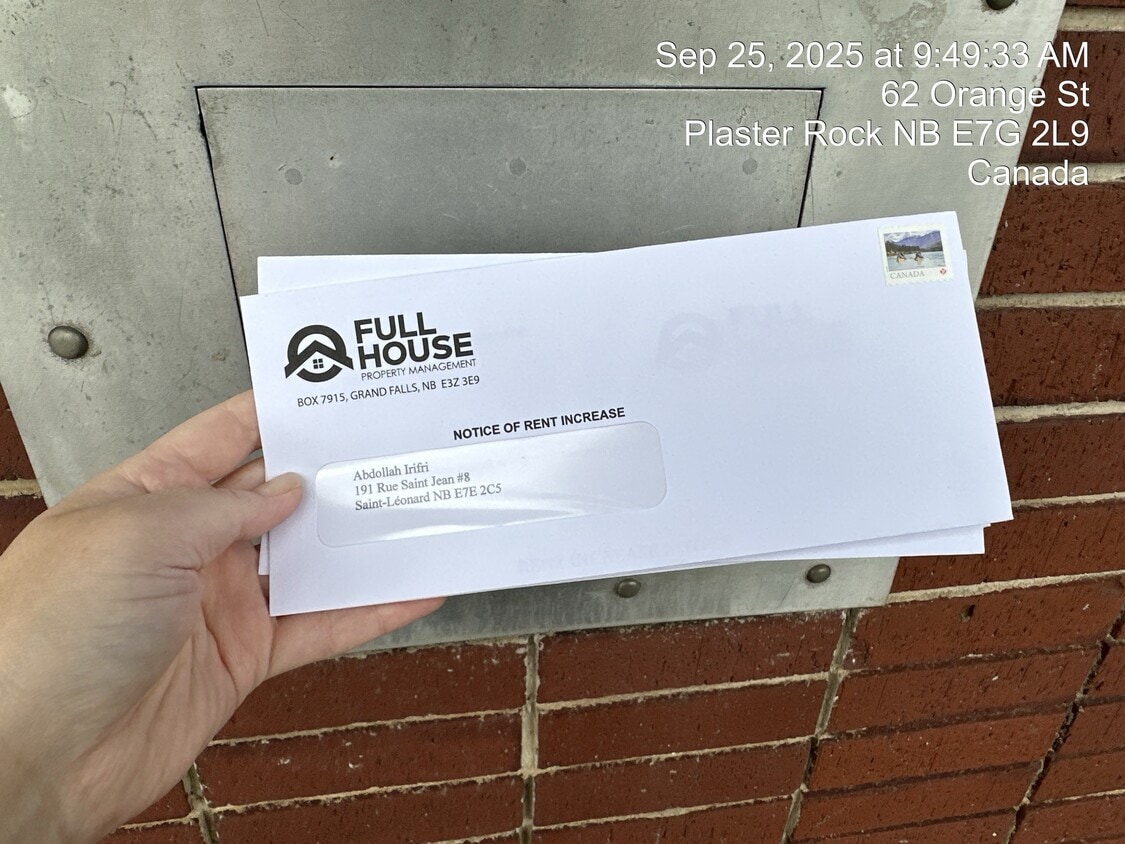 Sep 25, 2025 at 9:49:33 AM
62 Orange St
Plaster Rock NB E7G 2L9
Canada
FULL
HOUSE
PROPERTY MANAGEMENT
BOX 7915, GRAND FALLS, NB E3Z 3E9
CANADA
P
NOTICE OF RENT INCREASE
Abdollah Irifri
191 Rue Saint Jean #8
Saint-Léonard NB E7E 2C5